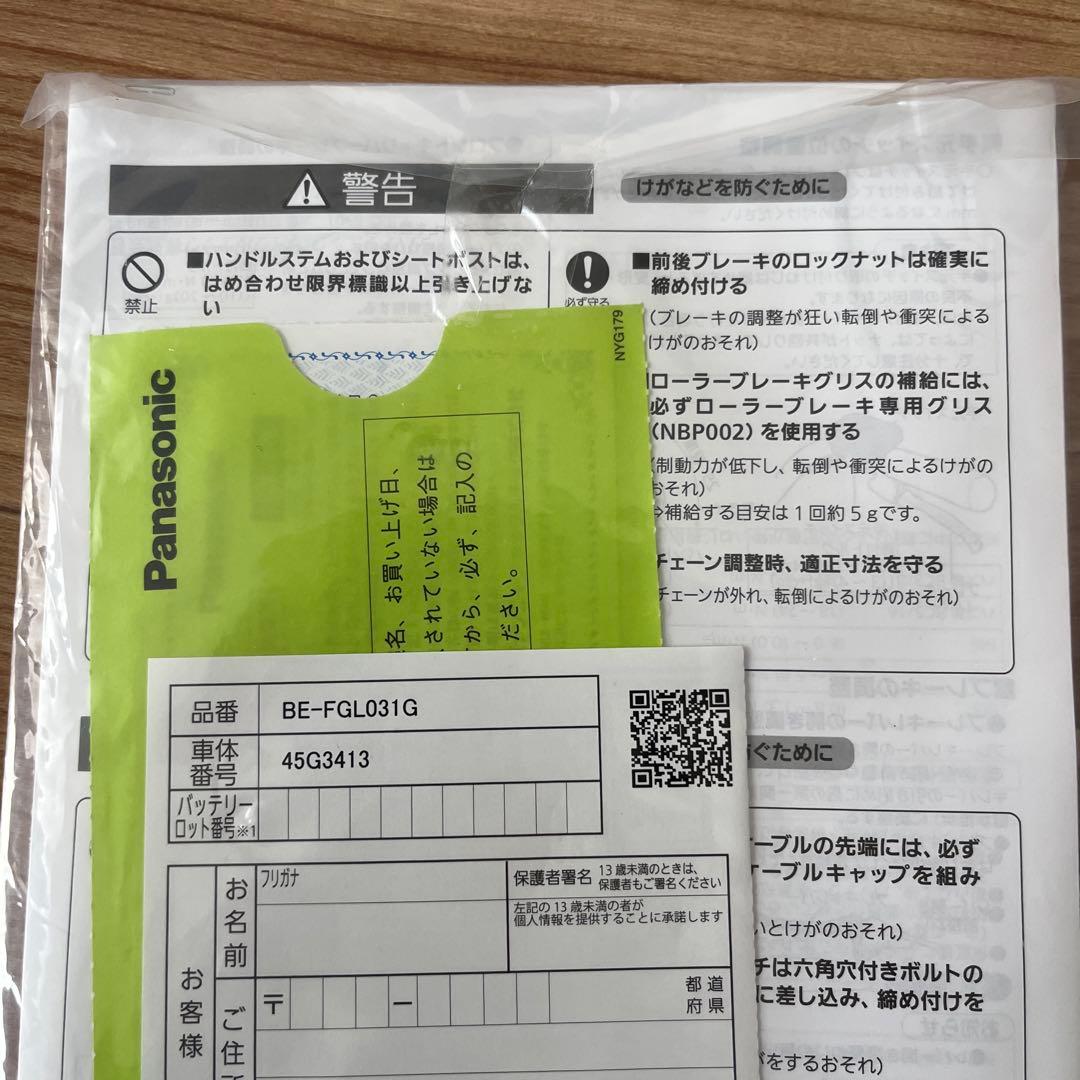 警告
禁止
■ハンドルステムおよびシートポストは、
はめ合わせ限界標識以上引き上げな
い
けがなどを防ぐために
必ず守る
■前後ブレーキのロックナットは確実に
締め付ける
(ブレーキの調整が狂い転倒や衝突による
けがのおそれ)
ローラーブレーキグリスの補給には、
必ずローラーブレーキ専用グリス
(NBP002)を使用する
(制動力が低下し、転倒や衝突によるけがの
おそれ)
⇒補給する目安は1回約5gです。
チェーン調整時、適正寸法を守る
チェーンが外れ、転倒によるけがのおそれ)
ぐために
ケーブルの先端には、必ず
ケーブルキャップを組み
いとけがのおそれ)
チは六角穴付きボルトの
に差し込み、締め付けを
がをするおそれ)
Panasonic
NYG179
名、お買い上げ日、
されていない場合は
から、必ず、記入の
ださい。
品番 BE-FGL031G
車体
番号
45G3413
バッテリー
ロット番号※1
お客様
お名前
フリガナ
保護者署名
13歳未満のときは、
保護者もご署名ください
左記の13歳未満の者が
個人情報を提供することに承諾します
ご住
〒 ー
都道
府県